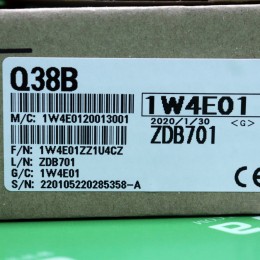 Q38B
1W4E01
M/C: 1W4E0120013001
2020/1/30 <G>
ZDB701
F/N: 1W4E01ZZ1U4CZ
L/N: ZDB701
G/C: 1W4E01
S/N: 220105220285358-A
CE